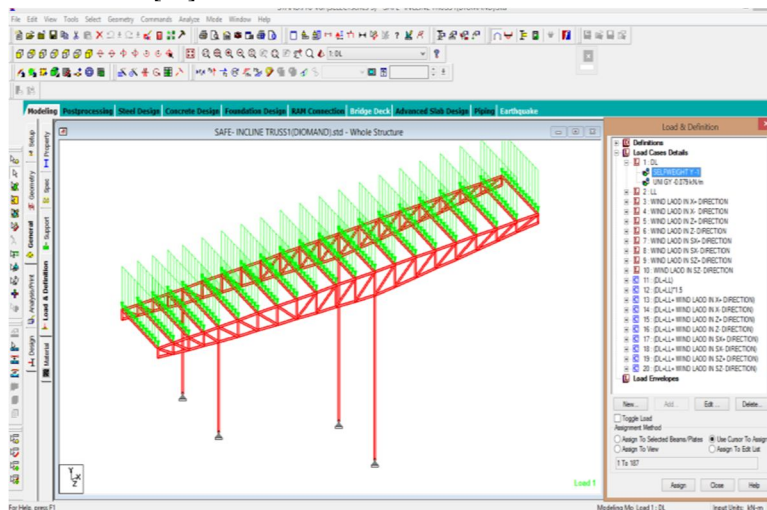 File Edit View Tools Select Geometry Commands Analyze Mode Window Help
1:DL
Modeling Postprocessing Steel Design Concrete Design Foundation Design RAM Connection Bridge Deck Advanced Slab Design Piping Earthquake
SAFE- INCLINE TRUSS1(DIOMAND).std - Whole Structure
Setup
Geometry
General
Analysis/Print
Design
Property
Spec
Support
Load & Definition
Material
Y
X
Z
Load 1
Load & Definition
Definitions
Load Cases Details
1 : DL
SELFWEIGHT Y -1
UNI GY -0.079 kN/m
2 : LL
3 : WIND LAOD IN X+ DIRECTION
4 : WIND LAOD IN X- DIRECTION
5 : WIND LAOD IN Z+ DIRECTION
6 : WIND LAOD IN Z- DIRECTION
7 : WIND LAOD IN SX+ DIRECTION
8 : WIND LAOD IN SX- DIRECTION
9 : WIND LAOD IN SZ+ DIRECTION
10 : WIND LAOD IN SZ- DIRECTION
11 : (DL+LL)
12 : (DL+LL)*1.5
13 : (DL+LL+ WIND LAOD IN X+ DIRECTION)
14 : (DL+LL+ WIND LAOD IN X- DIRECTION)
15 : (DL+LL+ WIND LAOD IN Z+ DIRECTION)
16 : (DL+LL+ WIND LAOD IN Z- DIRECTION)
17 : (DL+LL+ WIND LAOD IN SX+ DIRECTION)
18 : (DL+LL+ WIND LAOD IN SX- DIRECTION)
19 : (DL+LL+ WIND LAOD IN SZ+ DIRECTION)
20 : (DL+LL+ WIND LAOD IN SZ- DIRECTION)
Load Envelopes
New... Add... Edit... Delete...
Toggle Load
Assignment Method
Assign To Selected Beams/Plates Use Cursor To Assign
Assign To View Assign To Edit List
1 To 187
Assign Close Help
For Help, press F1
Modeling Mo Load 1 : DL Input Units: kN-m